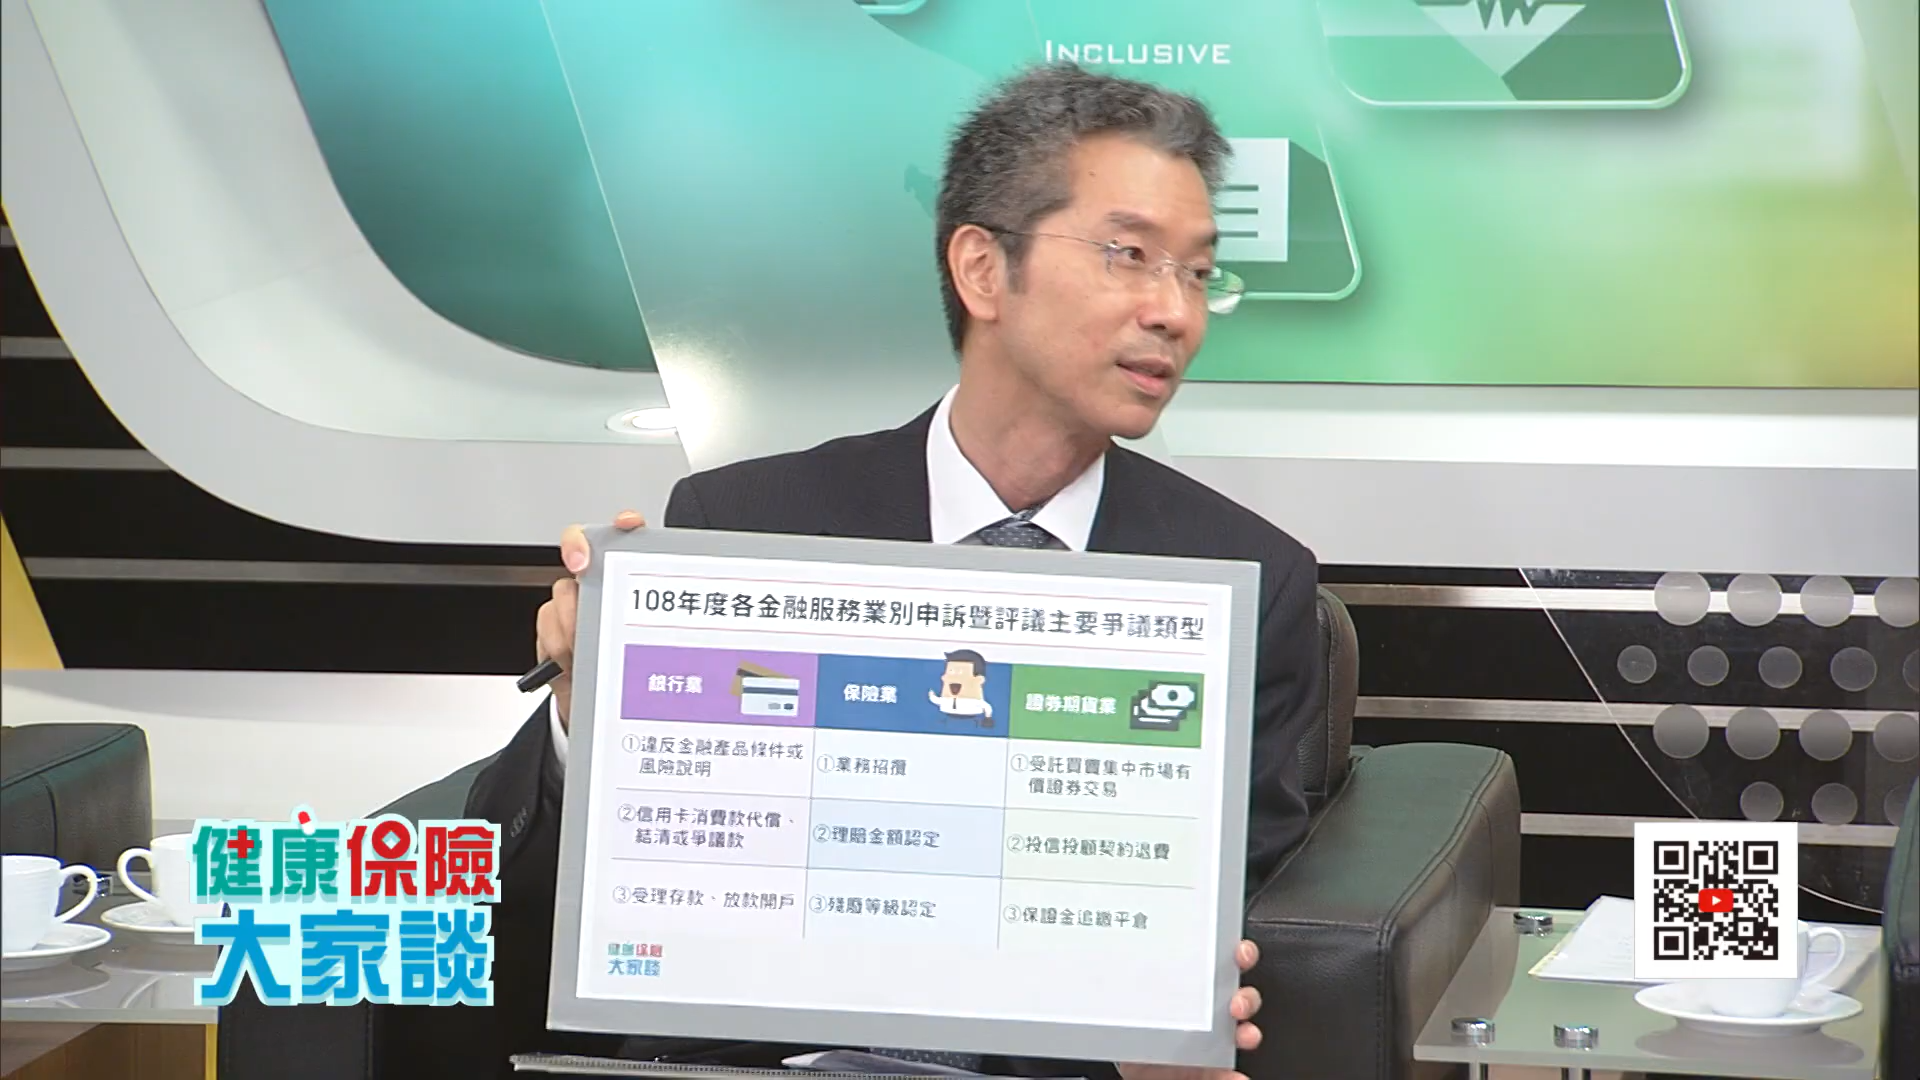 INCLUSIVE
108年度各金融服務業別申訴暨評議主要爭議類型
銀行業
保險業
證券期貨業
①違反金融產品條件或
風險說明
①業務招攬
①受託買賣集中市場有
價證券交易
②信用卡消費款代償、
結清或爭議款
②理賠金額認定
②投信投顧契約退費
③受理存款、放款開戶
③殘廢等級認定
③保證金追繳平倉
健康保險
大家談
健康保險
大家談